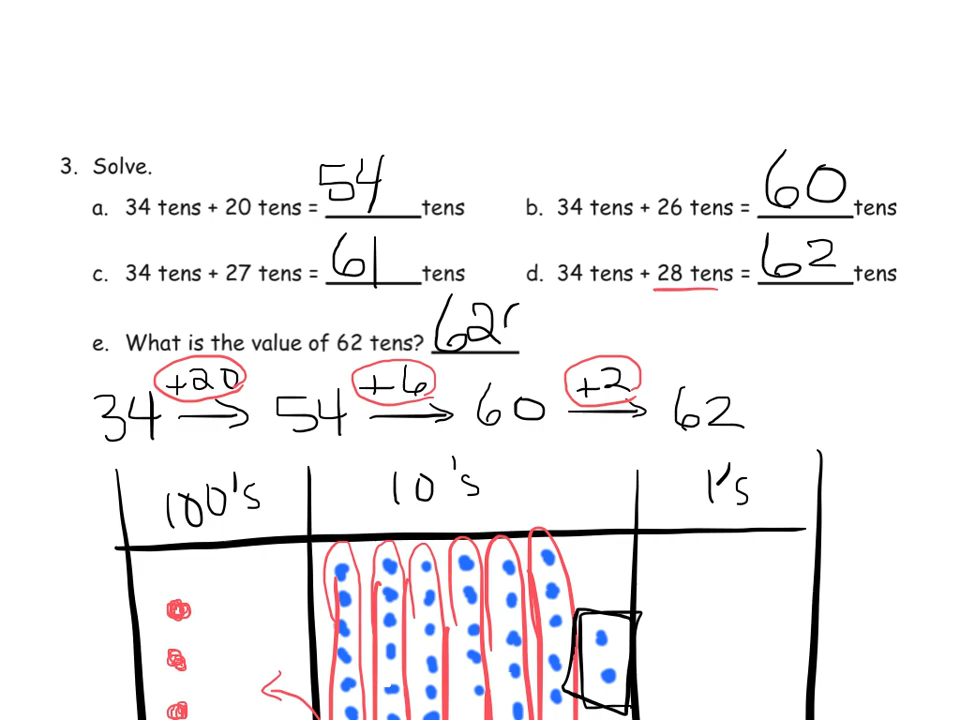 3. Solve.
a. 34 tens + 20 tens = 54 tens
b. 34 tens + 26 tens = 60 tens
c. 34 tens + 27 tens = 61 tens
d. 34 tens + 28 tens = 62 tens
e. What is the value of 62 tens? 62
+20 +6 +2
34 → 54 → 60 → 62
100's 10's 1's